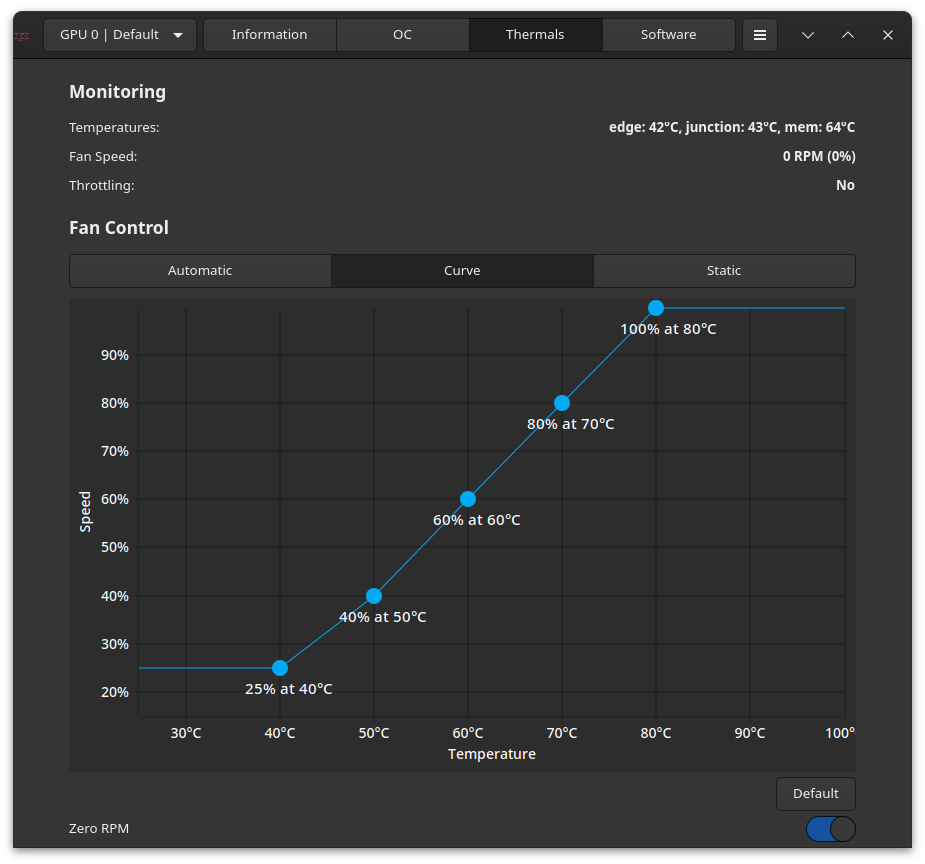 GPU 0 | Default Information OC Thermals Software
Monitoring
Temperatures: edge: 42°C, junction: 43°C, mem: 64°C
Fan Speed: 0 RPM (0%)
Throttling: No
Fan Control
Automatic Curve Static
100% at 80°C
90%
80%
80% at 70°C
70%
60%
60% at 60°C
50%
40%
40% at 50°C
30%
25% at 40°C
20%
Speed
30°C 40°C 50°C 60°C 70°C 80°C 90°C 100°
Temperature
Default
Zero RPM